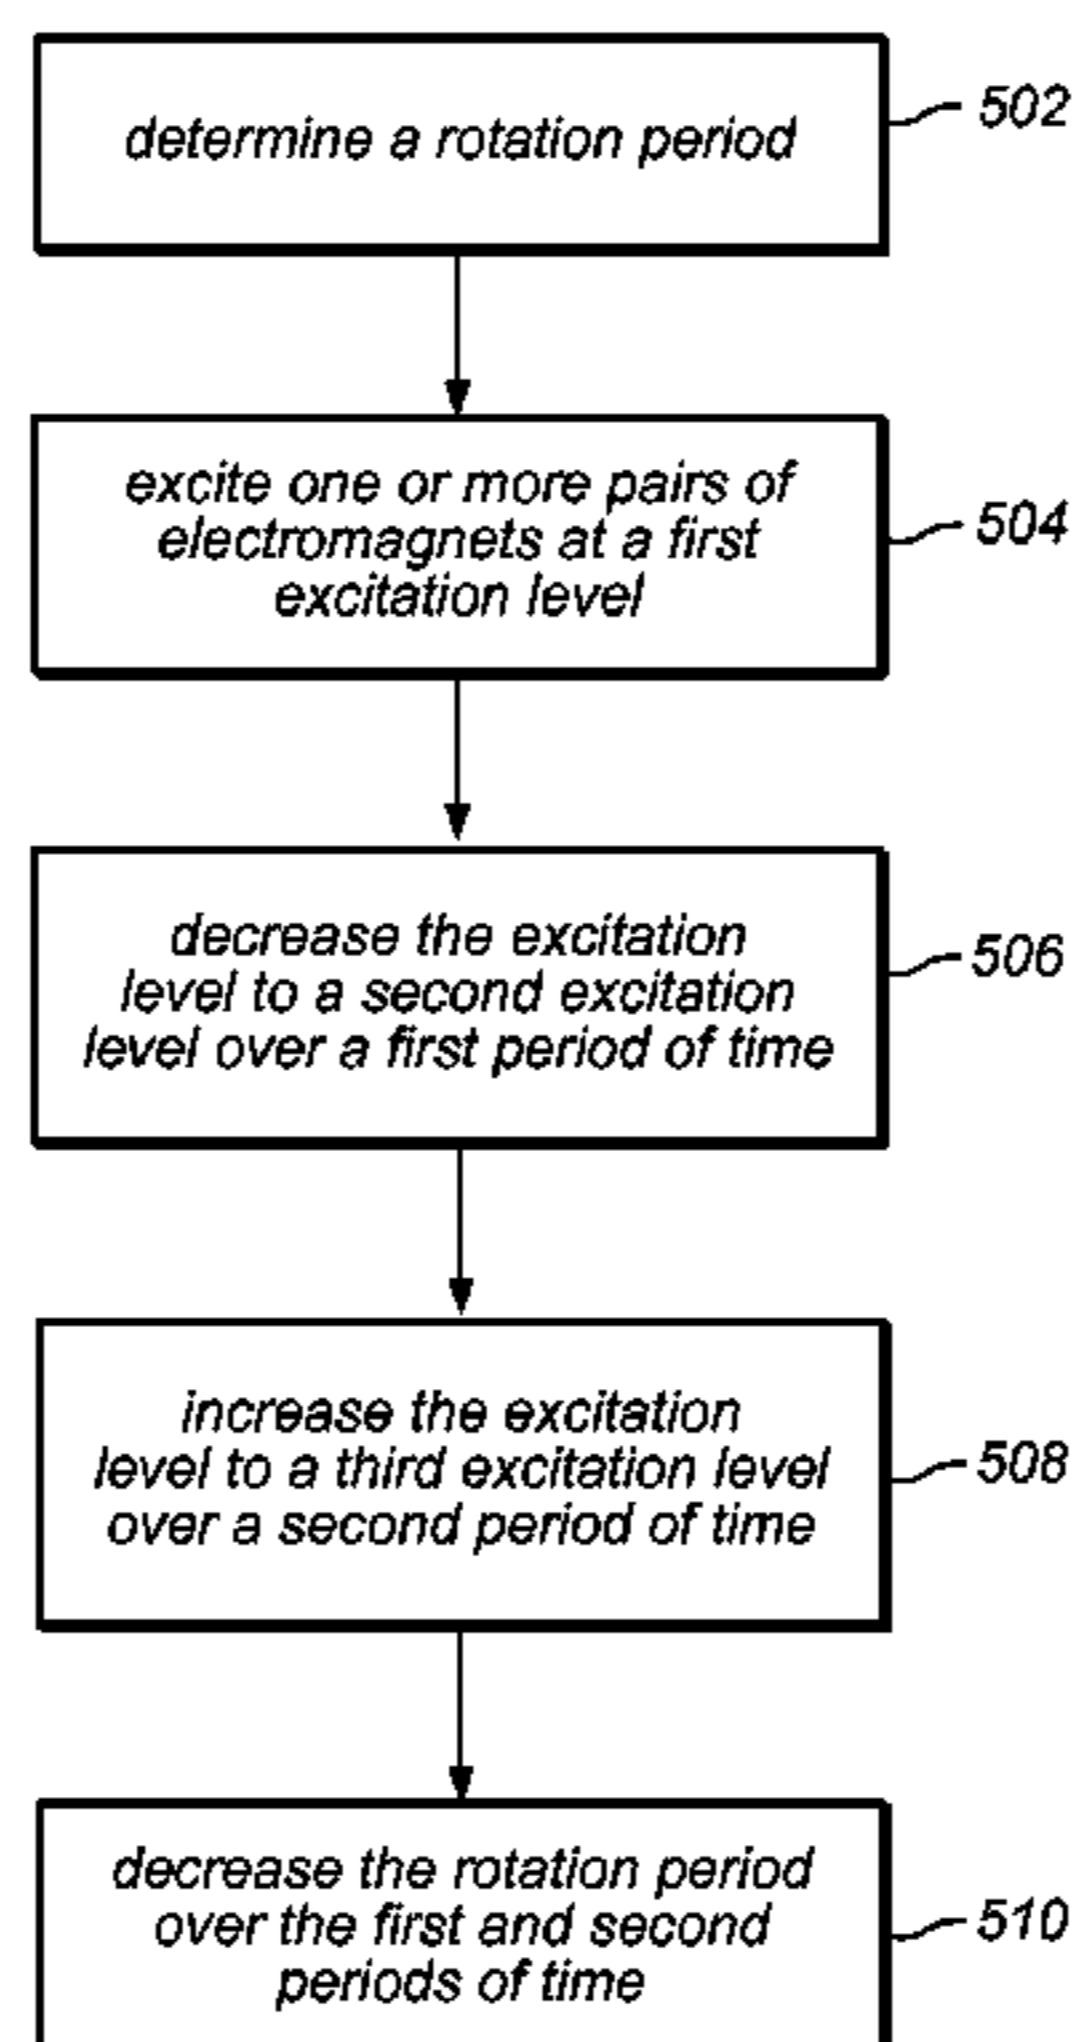 determine a rotation period
502
excite one or more pairs of
electromagnets at a first
excitation level
504
decrease the excitation
level to a second excitation
level over a first period of time
506
increase the excitation
level to a third excitation level
over a second period of time
508
decrease the rotation period
over the first and second
periods of time
510